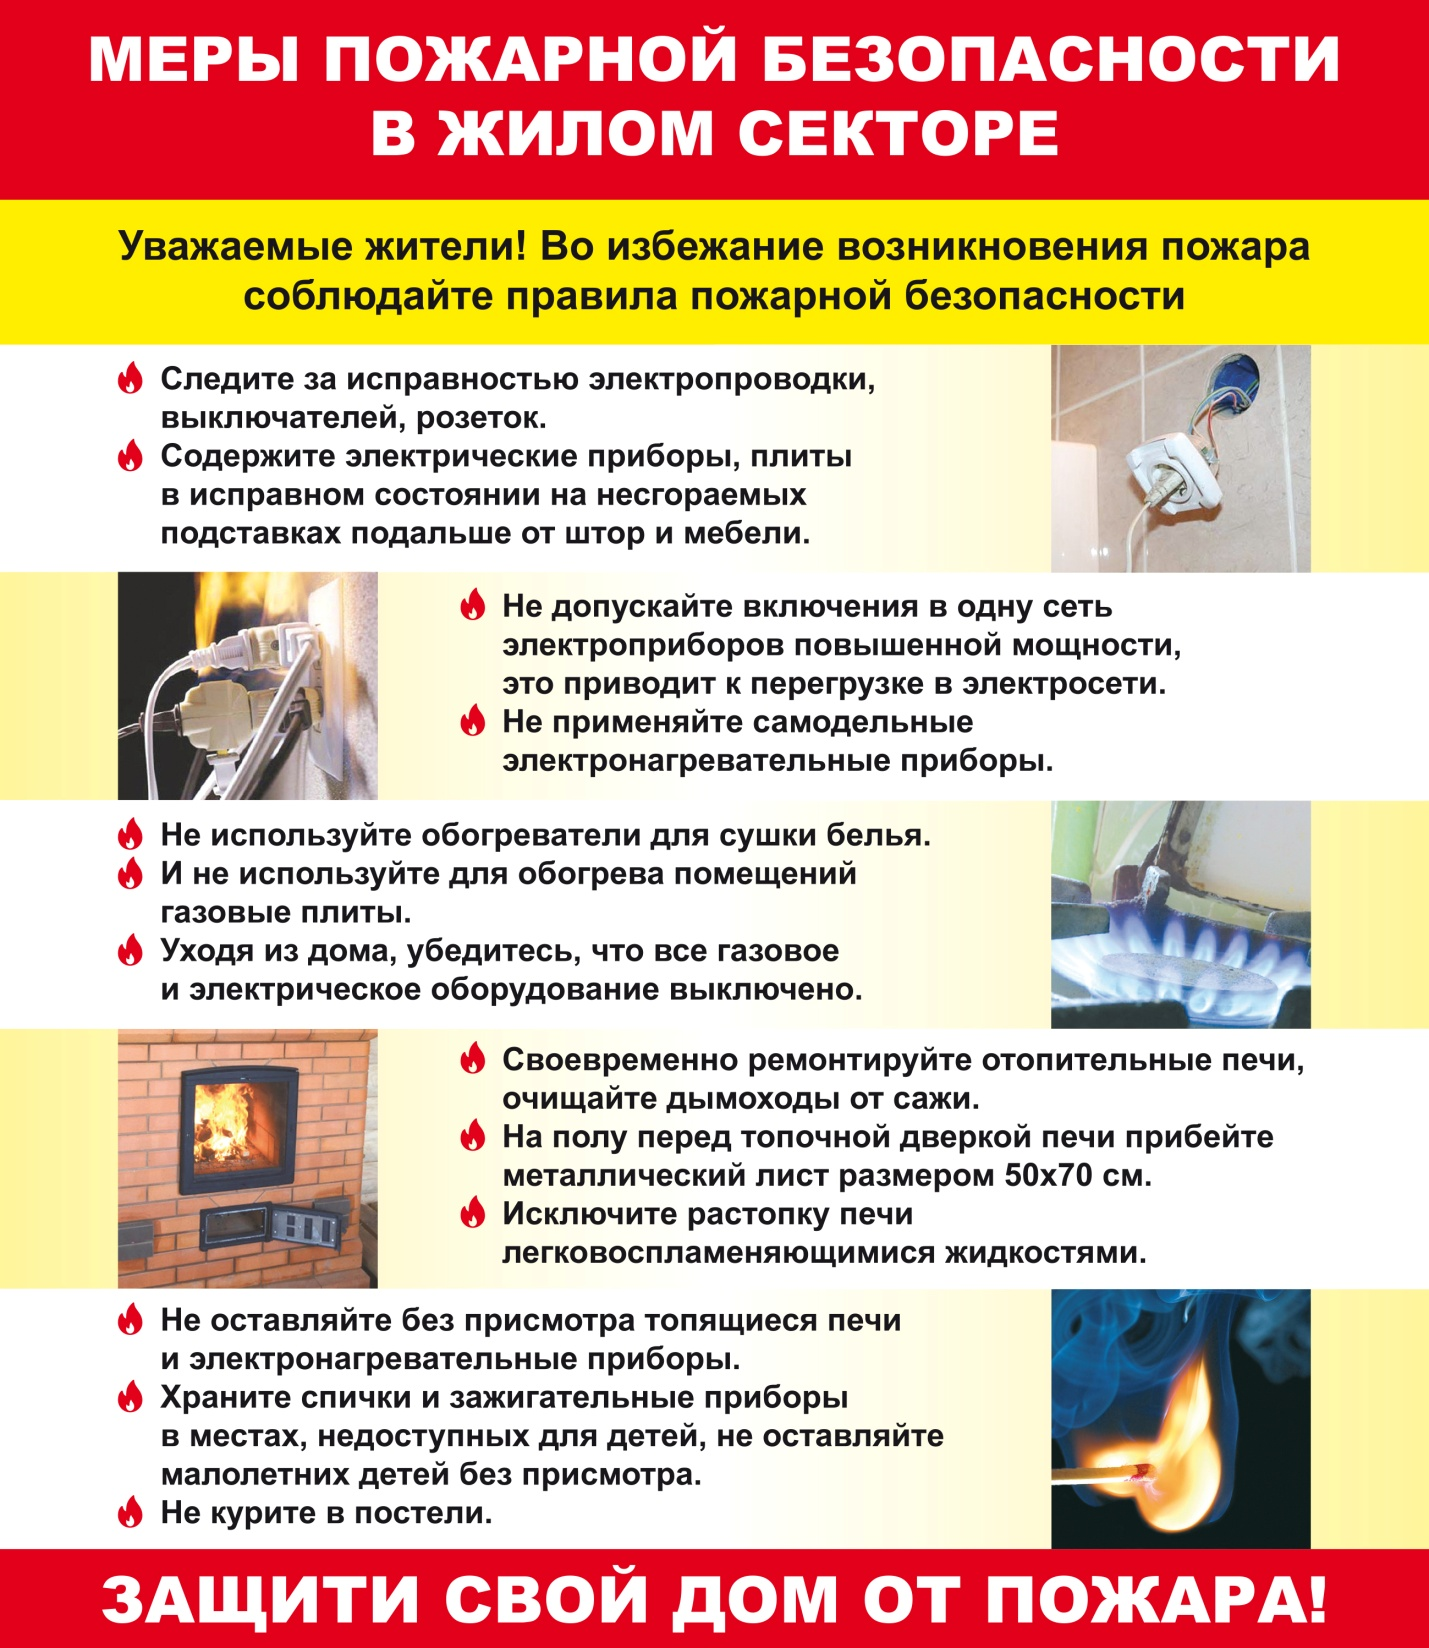 МЕРЫ ПОЖАРНОЙ БЕЗОПАСНОСТИ
В ЖИЛОМ СЕКТОРЕ
Уважаемые жители! Во избежание возникновения пожара
соблюдайте правила пожарной безопасности
Следите за исправностью электропроводки,
выключателей, розеток.
Содержите электрические приборы, плиты
в исправном состоянии на несгораемых
подставках подальше от штор и мебели.
Не допускайте включения в одну сеть
электроприборов повышенной мощности,
это приводит к перегрузке в электросети.
Не применяйте самодельные
электронагревательные приборы.
Не используйте обогреватели для сушки белья.
И не используйте для обогрева помещений
газовые плиты.
Уходя из дома, убедитесь, что все газовое
и электрическое оборудование выключено.
Своевременно ремонтируйте отопительные печи,
очищайте дымоходы от сажи.
На полу перед топочной дверкой печи прибейте
металлический лист размером 50х70 см.
Исключите растопку печи
легковоспламеняющимися жидкостями.
Не оставляйте без присмотра топящиеся печи
и электронагревательные приборы.
Храните спички и зажигательные приборы
в местах, недоступных для детей, не оставляйте
малолетних детей без присмотра.
Не курите в постели.
ЗАЩИТИ СВОЙ ДОМ ОТ ПОЖАРА!